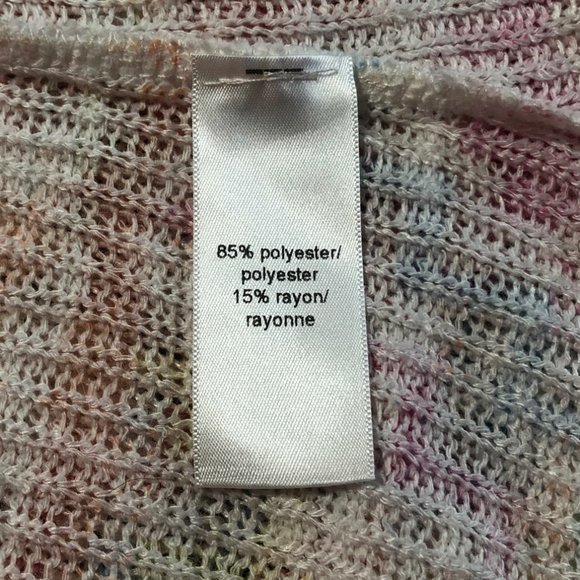 85% polyester/
polyester
15% rayon/
rayonne